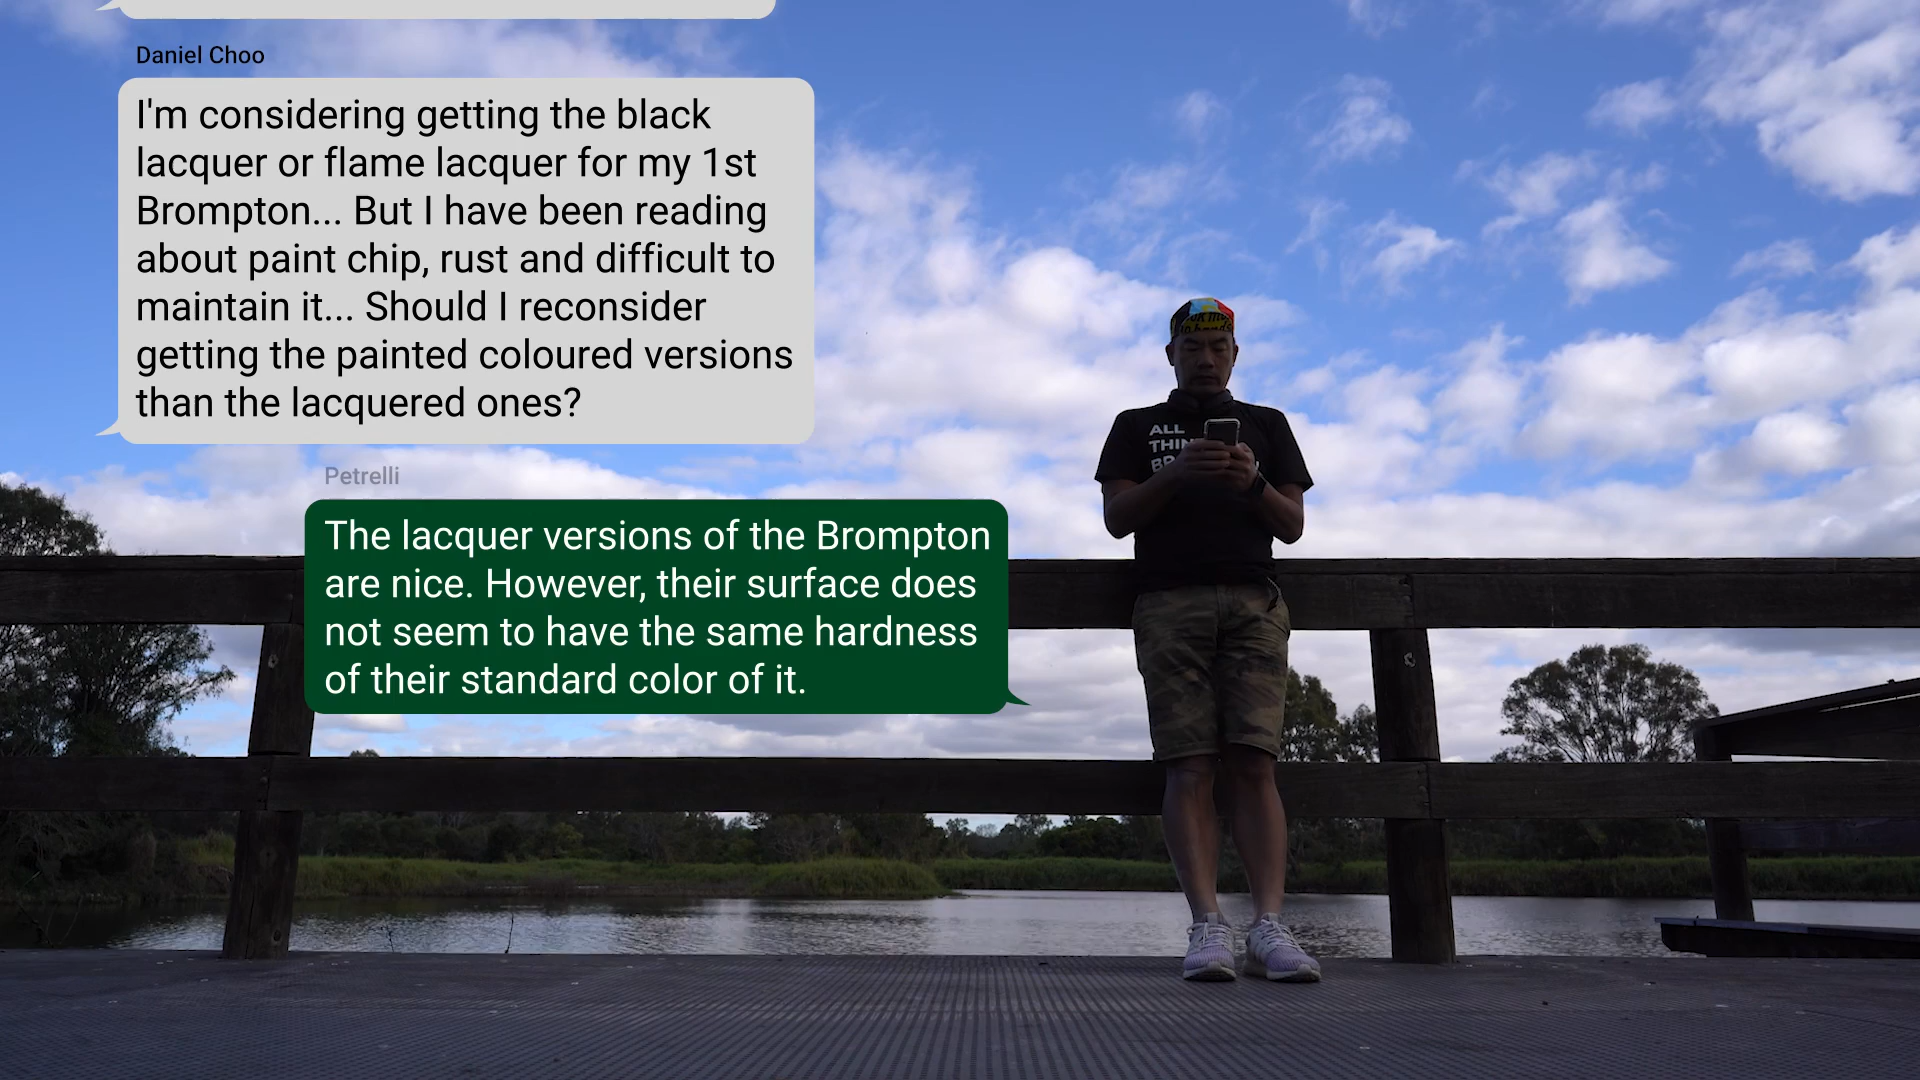 Daniel Choo
I'm considering getting the black
lacquer or flame lacquer for my 1st
Brompton... But I have been reading
about paint chip, rust and difficult to
maintain it... Should I reconsider
getting the painted coloured versions
than the lacquered ones?
Petrelli
The lacquer versions of the Brompton
are nice. However, their surface does
not seem to have the same hardness
of their standard color of it.
ALL